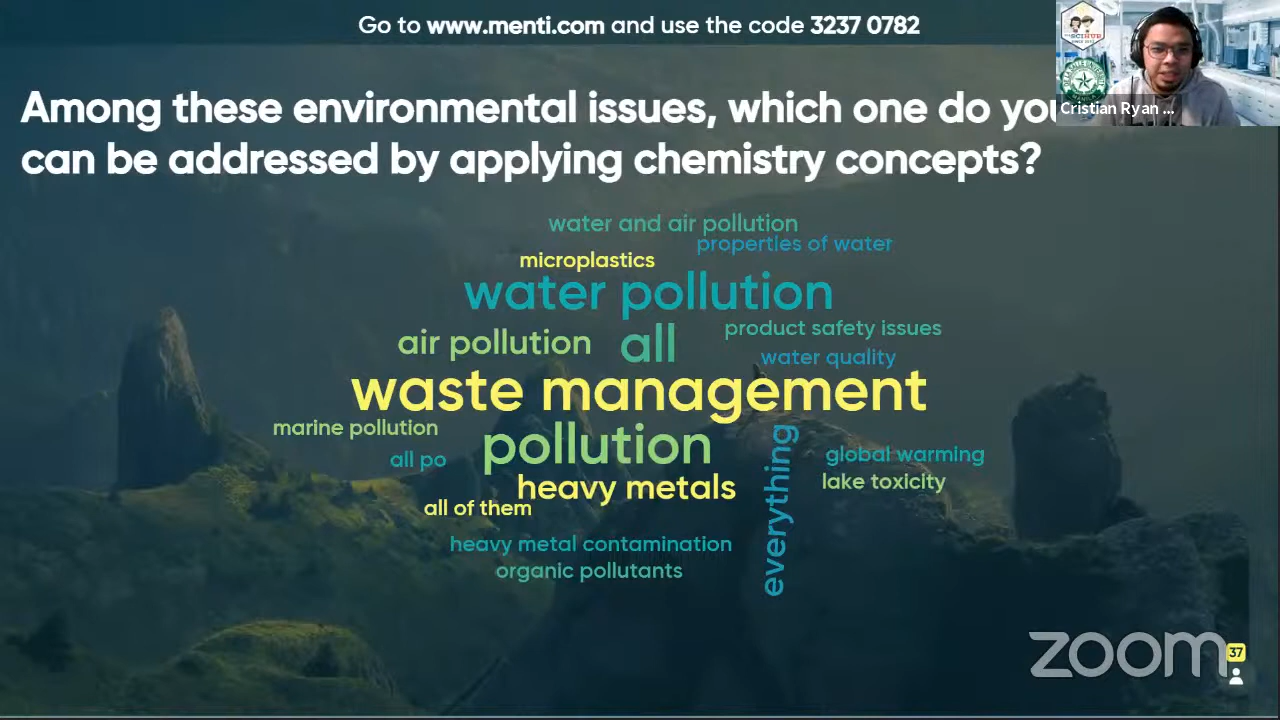 Go to www.menti.com and use the code 3237 0782
Among these environmental issues, which one do you
can be addressed by applying chemistry concepts?
Cristian Ryan ...
SCIHUB
water and air pollution
properties of water
microplastics
water pollution
air pollution
all
product safety issues
water quality
waste management
marine pollution
pollution
all po
everything
global warming
heavy metals
lake toxicity
all of them
heavy metal contamination
organic pollutants
zoom
37